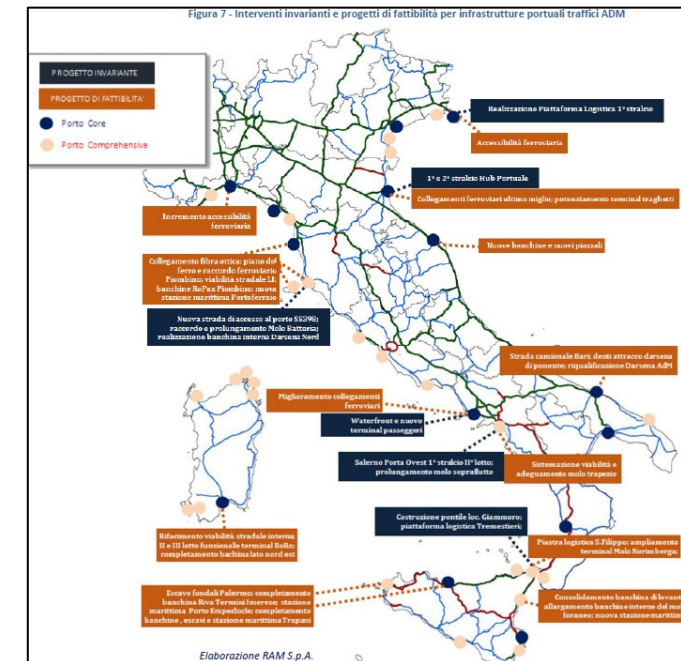 Figura 7 - Interventi invarianti e progetti di fattibilità per infrastrutture portuali traffici ADM
PROGETTO INVARIANTE
PROGETTO DI FATTIBILITA'
Porto Core
Porto Comprehensive
Realizzazione Piattaforma Logistica 1° stralcio
Accessibilità ferroviaria
1° e 2° stralcio Hub Portuale
Collegamenti ferroviari ultimo miglio; potenziamento terminal traghetti
Incremento accessibilità
ferroviaria
Nuove banchine e nuovi piazzali
Collegamento fibra ottica; piano del
ferro e raccordo ferroviario
Piombino; viabilità stradale LI;
banchine RoPax Piombino; nuova
stazione marittima Portoferraio
Nuova strada di accesso al porto SS398;
raccordo e prolungamento Molo Batteria;
realizzazione banchina interna Darsena Nord
Strada camionale Bari; denti attracco darsena
di ponente; riqualificazione Darsena AdM
Miglioramento collegamenti
ferroviari
Waterfront e nuovo
terminal passeggeri
Salerno Porta Ovest 1° stralcio II° lotto;
prolungamento molo sopraflutto
Sistemazione viabilità e
adeguamento molo trapezio
Costruzione pontile loc. Giammoro;
piattaforma logistica Tremestieri;
Rifacimento viabilità stradale interna;
II e III lotto funzionale terminal RoRo;
completamento bachina lato nord est
Piastra logistica S.Filippo; ampliamento
terminal Molo Norimberga;
Escavo fondali Palermo; completamento
banchina Riva Termini Imerese; stazione
marittima Porto Empedocle; completamento
banchine , escavi e stazione marittima Trapani
Consolidamento banchina di levant
allargamento banchine interne del mol
foraneo; nuova stazione marittim
Elaborazione RAM S.p.A.